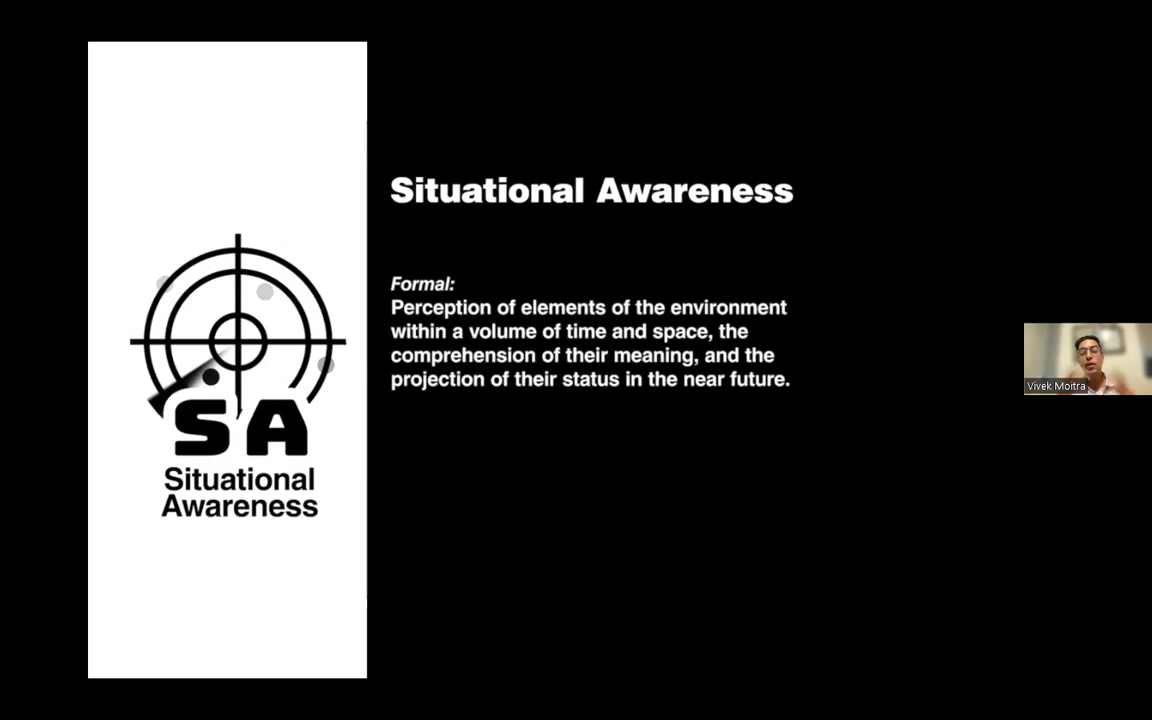 SA
Situational
Awareness
Situational Awareness
Formal:
Perception of elements of the environment
within a volume of time and space, the
comprehension of their meaning, and the
projection of their status in the near future.
Vivek Moitra